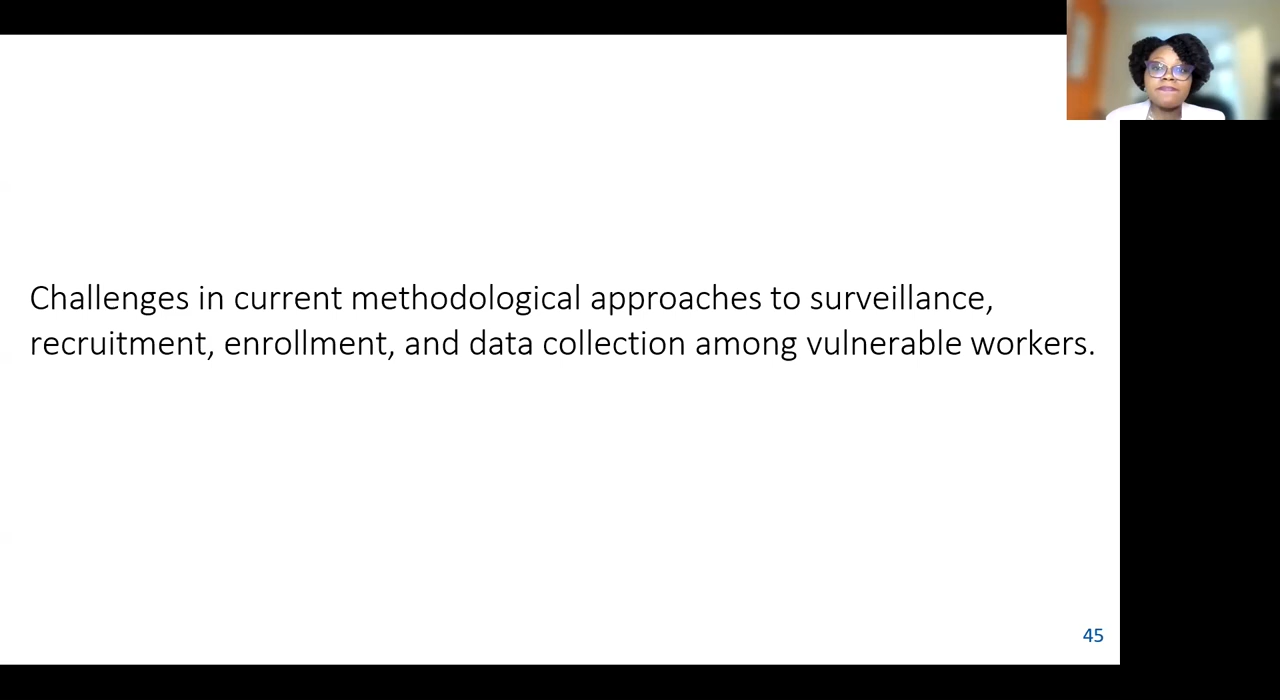 Challenges in current methodological approaches to surveillance,
recruitment, enrollment, and data collection among vulnerable workers.
45